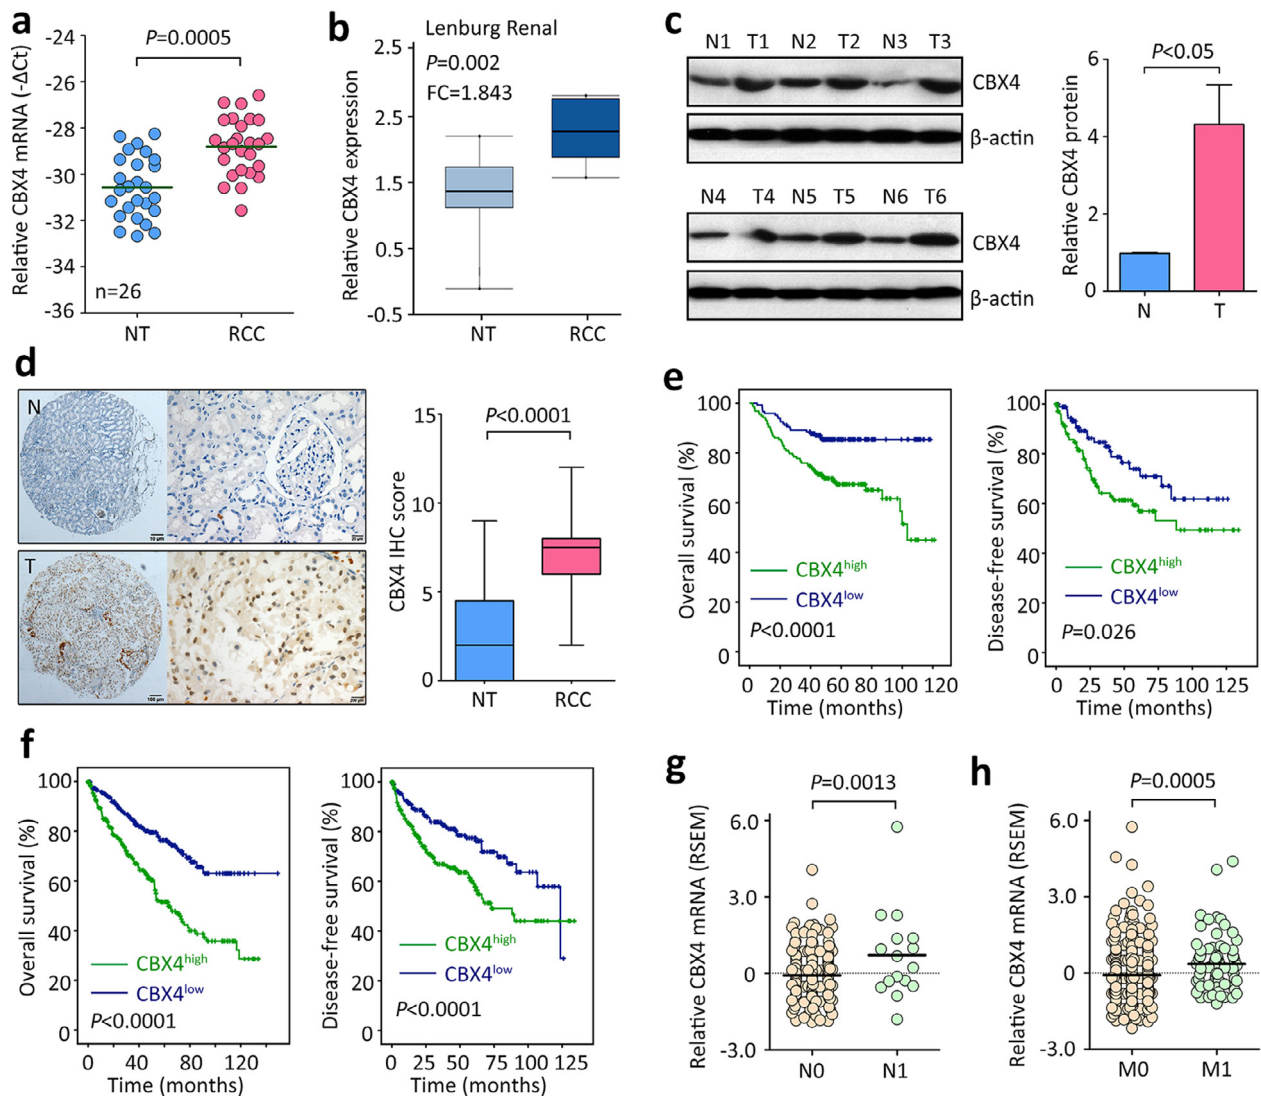 a
Relative CBX4 mRNA (-ΔCt)
-24
-26
-28
-30
-32
-34
-36
P=0.0005
n=26
NT
RCC
b
Lenburg Renal
Relative CBX4 expression
2.5
2.5
1.5
0.5
-0.5
P=0.002
FC=1.843
NT
RCC
c
N1 T1 N2 T2 N3 T3
CBX4
β-actin
N4 T4 N5 T5 N6 T6
CBX4
β-actin
Relative CBX4 protein
6
4
2
0
P<0.05
N
T
d
N
T
CBX4 IHC score
15
10
5
0
P<0.0001
NT
RCC
e
Overall survival (%)
100
80
60
40
20
0
CBX4high
CBX4low
P<0.0001
0 20 40 60 80 100 120
Time (months)
Disease-free survival (%)
100
80
60
40
20
0
CBX4high
CBX4low
P=0.026
0 25 50 75 100 125
Time (months)
f
Overall survival (%)
100
80
60
40
20
0
CBX4high
CBX4low
P<0.0001
0 40 80 120
Time (months)
Disease-free survival (%)
100
80
60
40
20
0
CBX4high
CBX4low
P<0.0001
0 25 50 75 100 125
Time (months)
g
Relative CBX4 mRNA (RSEM)
6.0
3.0
0
-3.0
P=0.0013
N0
N1
h
Relative CBX4 mRNA (RSEM)
6.0
3.0
0
-3.0
P=0.0005
M0
M1